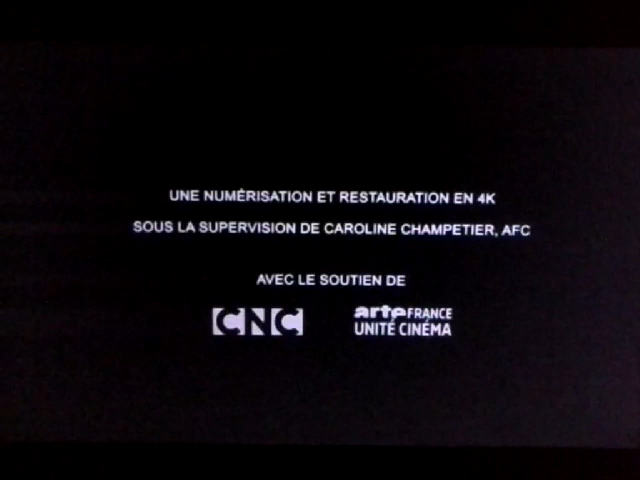 UNE NUMÉRISATION ET RESTAURATION EN 4K
SOUS LA SUPERVISION DE CAROLINE CHAMPETIER, AFC
AVEC LE SOUTIEN DE
CNC
arte FRANCE
UNITÉ CINÉMA